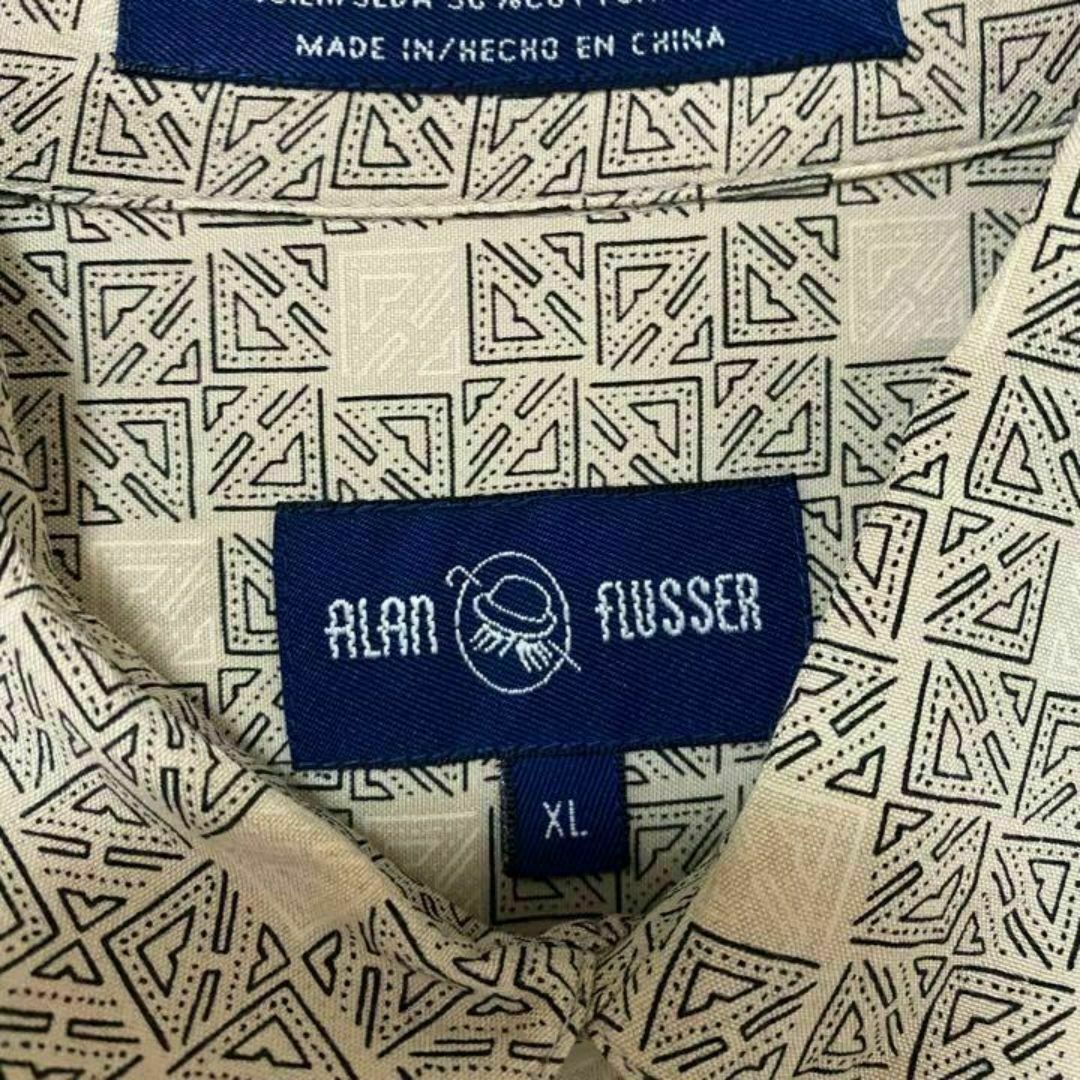 MADE IN/HECHO EN CHINA
ALAN FLUSSER
XL